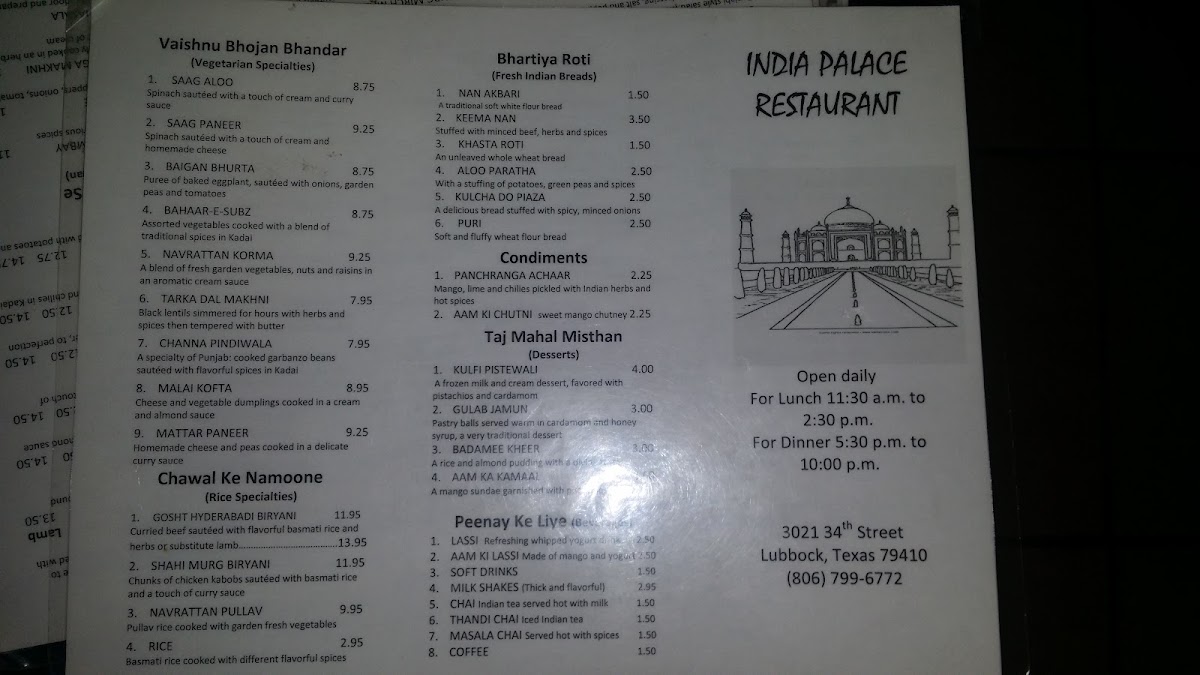 Vaishnu Bhojan Bhandar
(Vegetarian Specialties)
1. SAAG ALOO 8.75
Spinach sautéed with a touch of cream and curry
sauce
2. SAAG PANEER 9.25
Spinach sautéed with a touch of cream and
homemade cheese
3. BAIGAN BHURTA 8.75
Puree of baked eggplant, sautéed with onions, garden
peas and tomatoes
4. BAHAAR-E-SUBZ 8.75
Assorted vegetables cooked with a blend of
traditional spices in Kadai
5. NAVRATTAN KORMA 9.25
A blend of fresh garden vegetables, nuts and raisins in
an aromatic cream sauce
6. TARKA DAL MAKHNI 7.95
Black lentils simmered for hours with herbs and
spices then tempered with butter
7. CHANNA PINDIWALA 7.95
A specialty of Punjab: cooked garbanzo beans
sautéed with flavorful spices in Kadai
8. MALAI KOFTA 8.95
Cheese and vegetable dumplings cooked in a cream
and almond sauce
9. MATTAR PANEER 9.25
Homemade cheese and peas cooked in a delicate
curry sauce
Chawal Ke Namoone
(Rice Specialties)
1. GOSHT HYDERABADI BIRYANI 11.95
Curried beef sautéed with flavorful basmati rice and
herbs or substitute lamb........................................13.95
2. SHAHI MURG BIRYANI 11.95
Chunks of chicken kabobs sautéed with basmati rice
and a touch of curry sauce
3. NAVRATTAN PULLAV 9.95
Pullav rice cooked with garden fresh vegetables
4. RICE 2.95
Basmati rice cooked with different flavorful spices
Bhartiya Roti
(Fresh Indian Breads)
1. NAN AKBARI 1.50
A traditional soft white flour bread
2. KEEMA NAN 3.50
Stuffed with minced beef, herbs and spices
3. KHASTA ROTI 1.50
An unleaved whole wheat bread
4. ALOO PARATHA 2.50
With a stuffing of potatoes, green peas and spices
5. KULCHA DO PIAZA 2.50
A delicious bread stuffed with spicy, minced onions
6. PURI 2.50
Soft and fluffy wheat flour bread
Condiments
1. PANCHRANGA ACHAAR 2.25
Mango, lime and chilies pickled with Indian herbs and
hot spices
2. AAM KI CHUTNI sweet mango chutney 2.25
Taj Mahal Misthan
(Desserts)
1. KULFI PISTEWALI 4.00
A frozen milk and cream dessert, favored with
pistachios and cardamom
2. GULAB JAMUN 3.00
Pastry balls served warm in cardamom and honey
syrup, a very traditional dessert
3. BADAMEE KHEER 3.00
A rice and almond pudding with a
4. AAM KA KAMAAL
A mango sundae garnished with
Peenay Ke Liye (Beverages)
1. LASSI Refreshing whipped yogurt 2.50
2. AAM KI LASSI Made of mango and yogurt 2.50
3. SOFT DRINKS 1.50
4. MILK SHAKES (Thick and flavorful) 2.95
5. CHAI Indian tea served hot with milk 1.50
6. THANDI CHAI Iced Indian tea 1.50
7. MASALA CHAI Served hot with spices 1.50
8. COFFEE 1.50
INDIA PALACE
RESTAURANT
Open daily
For Lunch 11:30 a.m. to
2:30 p.m.
For Dinner 5:30 p.m. to
10:00 p.m.
3021 34th Street
Lubbock, Texas 79410
(806) 799-6772